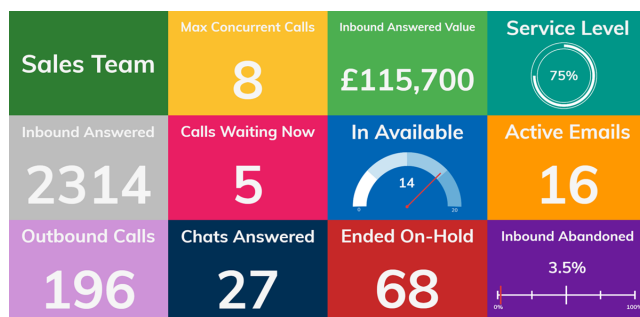 Sales Team
Max Concurrent Calls
8
Inbound Answered Value
£115,700
Service Level
75%
Inbound Answered
2314
Calls Waiting Now
5
In Available
14
0
20
Active Emails
16
Outbound Calls
196
Chats Answered
27
Ended On-Hold
68
Inbound Abandoned
3.5%
0%
100%